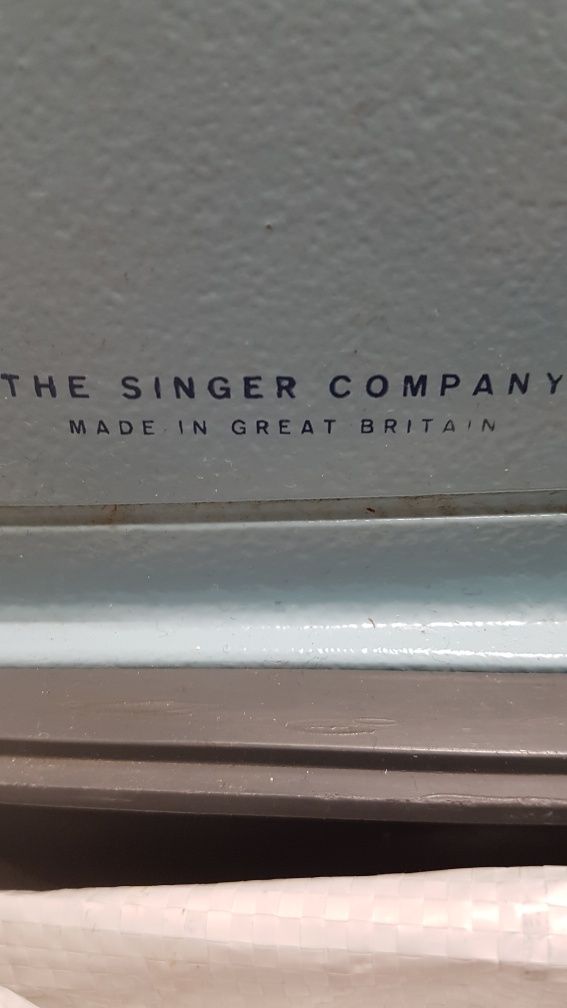 THE SINGER COMPANY
MADE IN GREAT BRITAIN